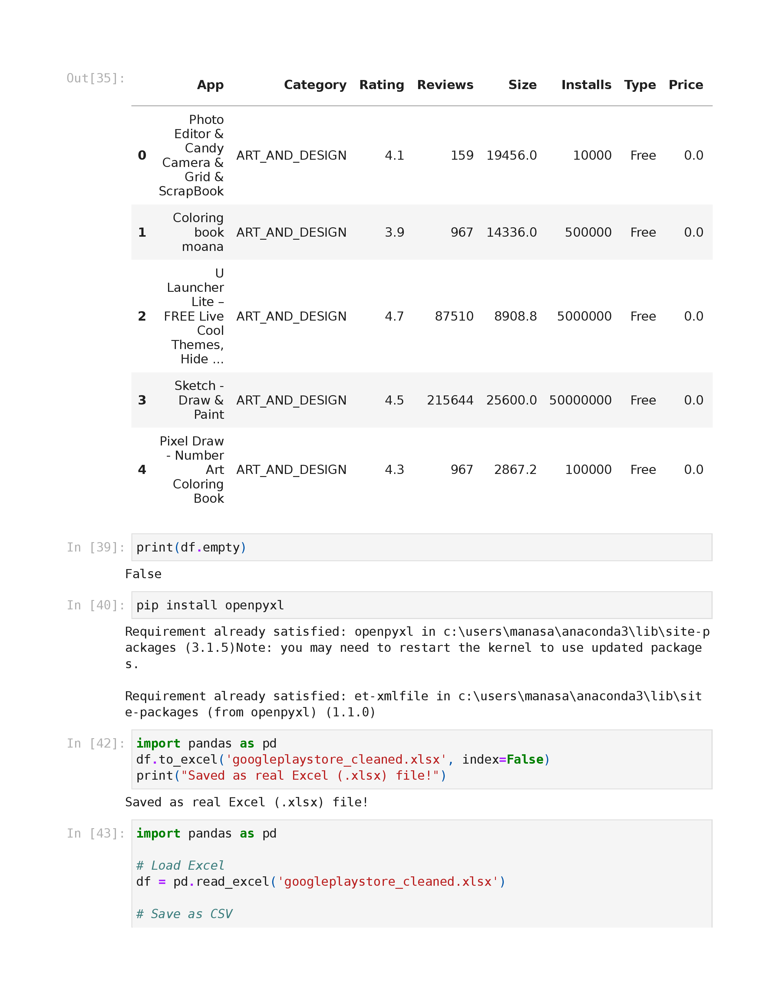 Out[35]:
App Category Rating Reviews Size Installs Type Price
Photo
Editor &
Candy
0 Camera & ART_AND_DESIGN 4.1 159 19456.0 10000 Free 0.0
Grid &
ScrapBook
Coloring
1 book ART_AND_DESIGN 3.9 967 14336.0 500000 Free 0.0
moana
U
Launcher
Lite –
2 FREE Live ART_AND_DESIGN 4.7 87510 8908.8 5000000 Free 0.0
Cool
Themes,
Hide ...
Sketch -
3 Draw & ART_AND_DESIGN 4.5 215644 25600.0 50000000 Free 0.0
Paint
Pixel Draw
- Number
4 Art ART_AND_DESIGN 4.3 967 2867.2 100000 Free 0.0
Coloring
Book
In [39]: print(df.empty)
False
In [40]: pip install openpyxl
Requirement already satisfied: openpyxl in c:\users\manasa\anaconda3\lib\site-p
ackages (3.1.5)Note: you may need to restart the kernel to use updated package
s.
Requirement already satisfied: et-xmlfile in c:\users\manasa\anaconda3\lib\sit
e-packages (from openpyxl) (1.1.0)
In [42]: import pandas as pd
df.to_excel('googleplaystore_cleaned.xlsx', index=False)
print("Saved as real Excel (.xlsx) file!")
Saved as real Excel (.xlsx) file!
In [43]: import pandas as pd
# Load Excel
df = pd.read_excel('googleplaystore_cleaned.xlsx')
# Save as CSV